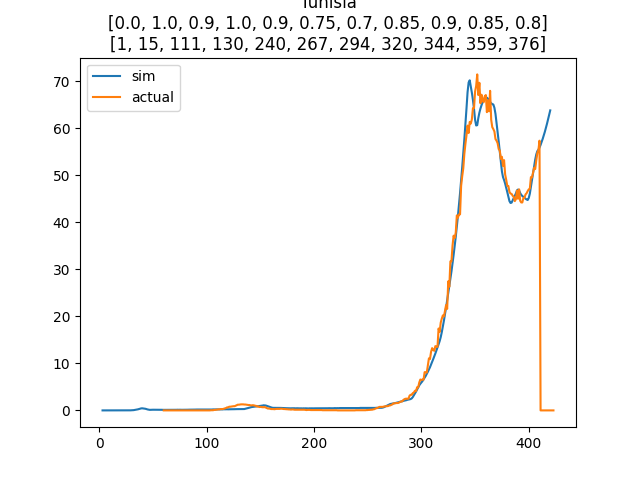 Tunisia
[0.0, 1.0, 0.9, 1.0, 0.9, 0.75, 0.7, 0.85, 0.9, 0.85, 0.8]
[1, 15, 111, 130, 240, 267, 294, 320, 344, 359, 376]
sim
actual
70
60
50
40
30
20
10
0
0 100 200 300 400